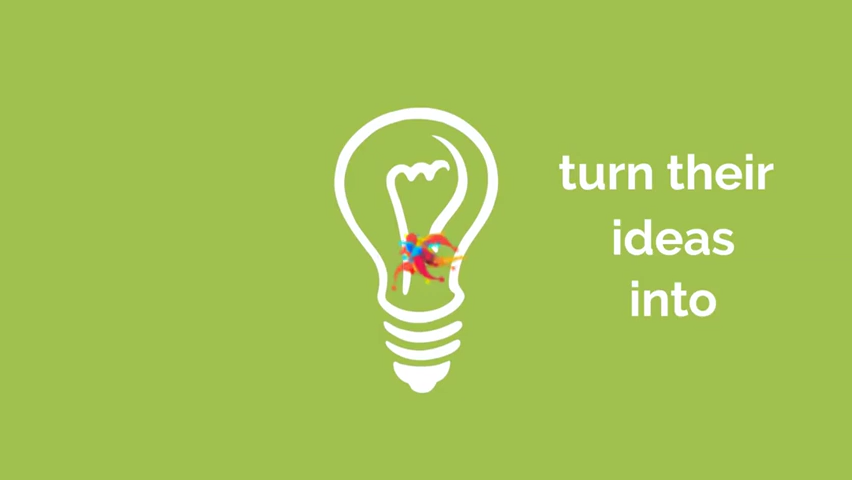 turn their
ideas
into